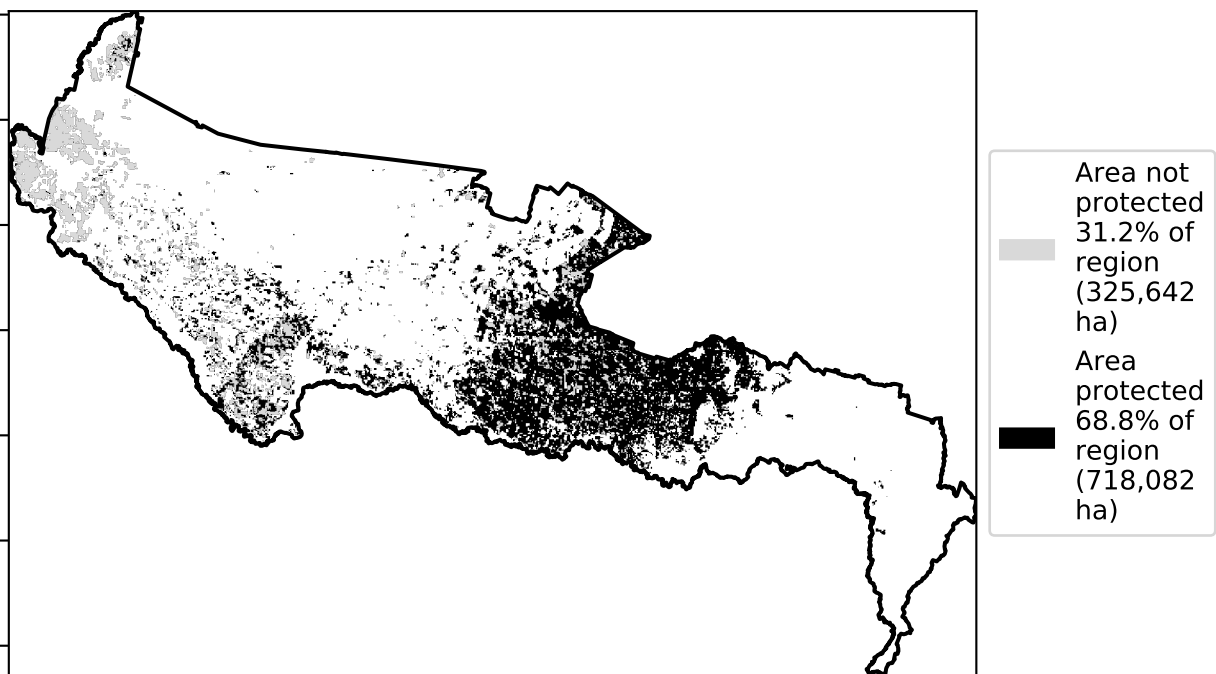 Area not
protected
31.2% of
region
(325,642
ha)
Area
protected
68.8% of
region
(718,082
ha)